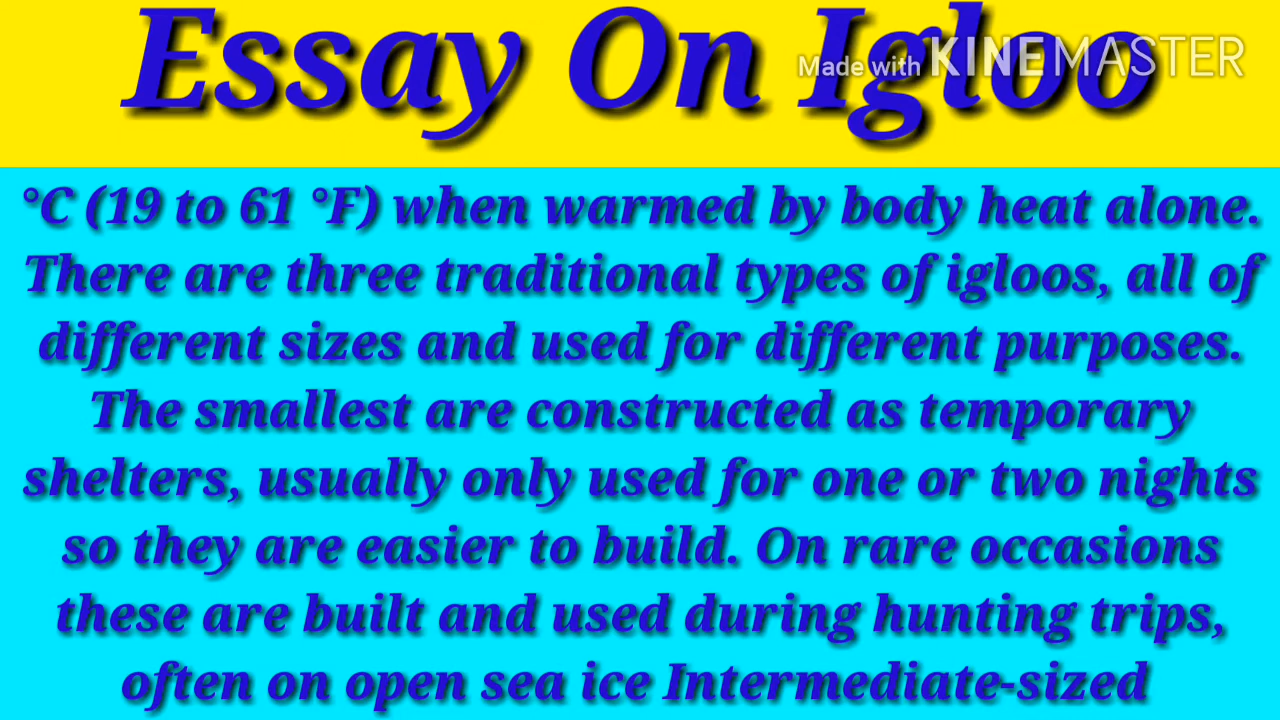 Essay On Igloo
Made with KINEMASTER
°C (19 to 61 °F) when warmed by body heat alone.
There are three traditional types of igloos, all of
different sizes and used for different purposes.
The smallest are constructed as temporary
shelters, usually only used for one or two nights
so they are easier to build. On rare occasions
these are built and used during hunting trips,
often on open sea ice Intermediate-sized